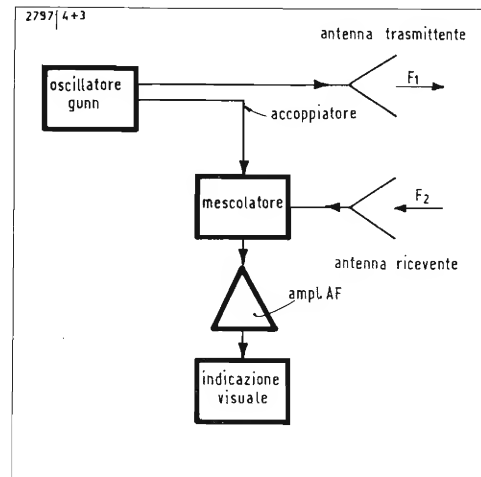 2797 4+3
antenna trasmittente
oscillatore
gunn
F1
accoppiatore
mescolatore
F2
antenna ricevente
ampl. AF
indicazione
visuale